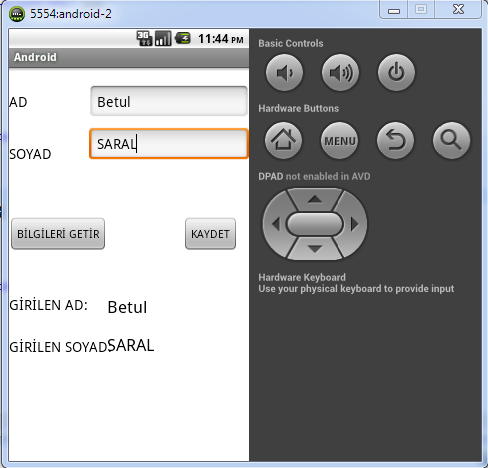 5554:android-2
3G 11:44 PM
Android
AD Betul
SOYAD SARAL
BİLGİLERİ GETİR KAYDET
GİRİLEN AD: Betul
GİRİLEN SOYAD: SARAL
Basic Controls
Hardware Buttons
MENU
DPAD not enabled in AVD
Hardware Keyboard
Use your physical keyboard to provide input